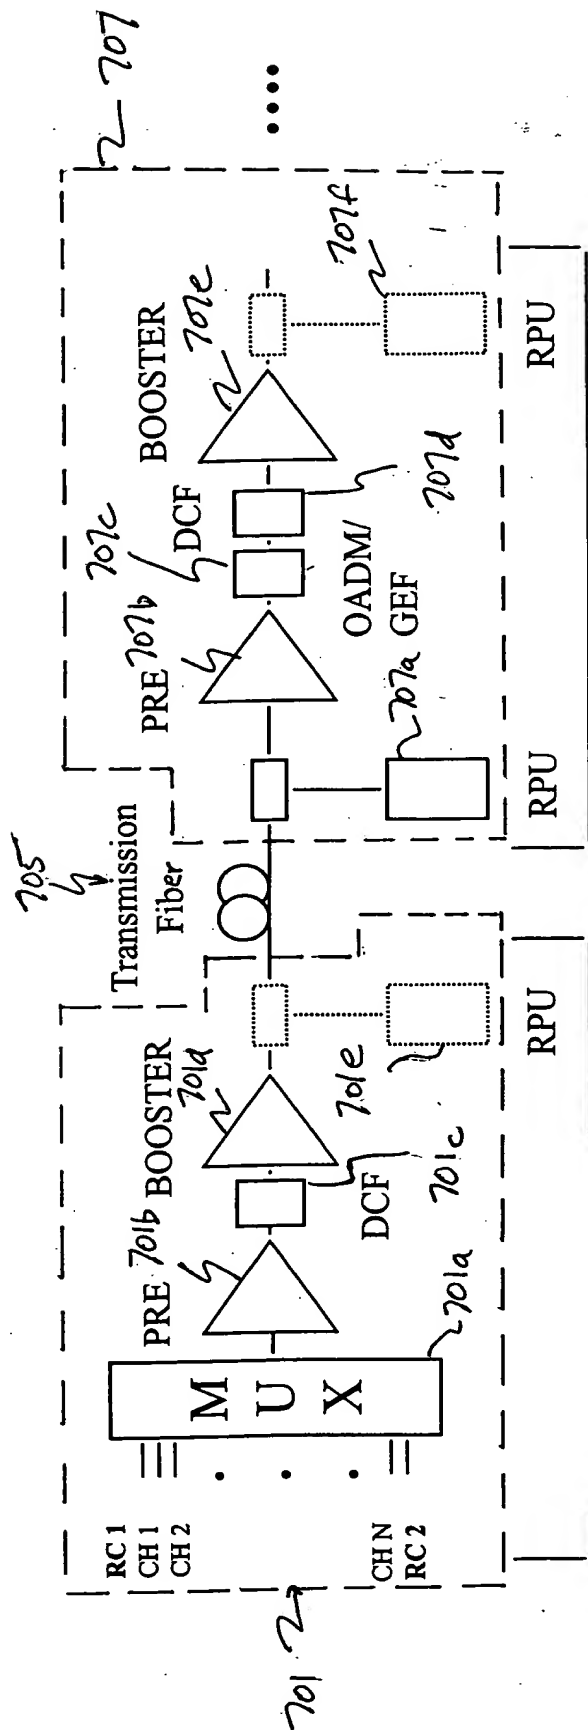 701
RC 1
CH 1
CH 2
CH N
RC 2
M U X
701a
PRE 701b
DCF
701c
BOOSTER
701d
701e
RPU
705
Transmission
Fiber
707
RPU
707a
PRE 707b
707c
OADM/
GEF
DCF
707d
BOOSTER
707e
707f
RPU